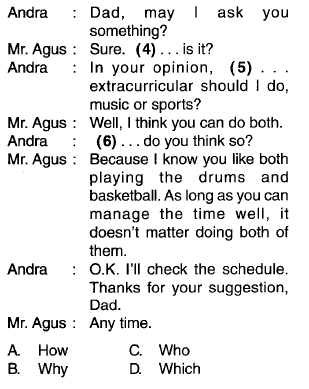 Andra : Dad, may I ask you
something?
Mr. Agus : Sure. (4) . . . is it?
Andra : In your opinion, (5) . . .
extracurricular should I do,
music or sports?
Mr. Agus : Well, I think you can do both.
Andra : (6) . . . do you think so?
Mr. Agus : Because I know you like both
playing the drums and
basketball. As long as you can
manage the time well, it
doesn't matter doing both of
them.
Andra : O.K. I'll check the schedule.
Thanks for your suggestion,
Dad.
Mr. Agus : Any time.
A. How C. Who
B. Why D. Which